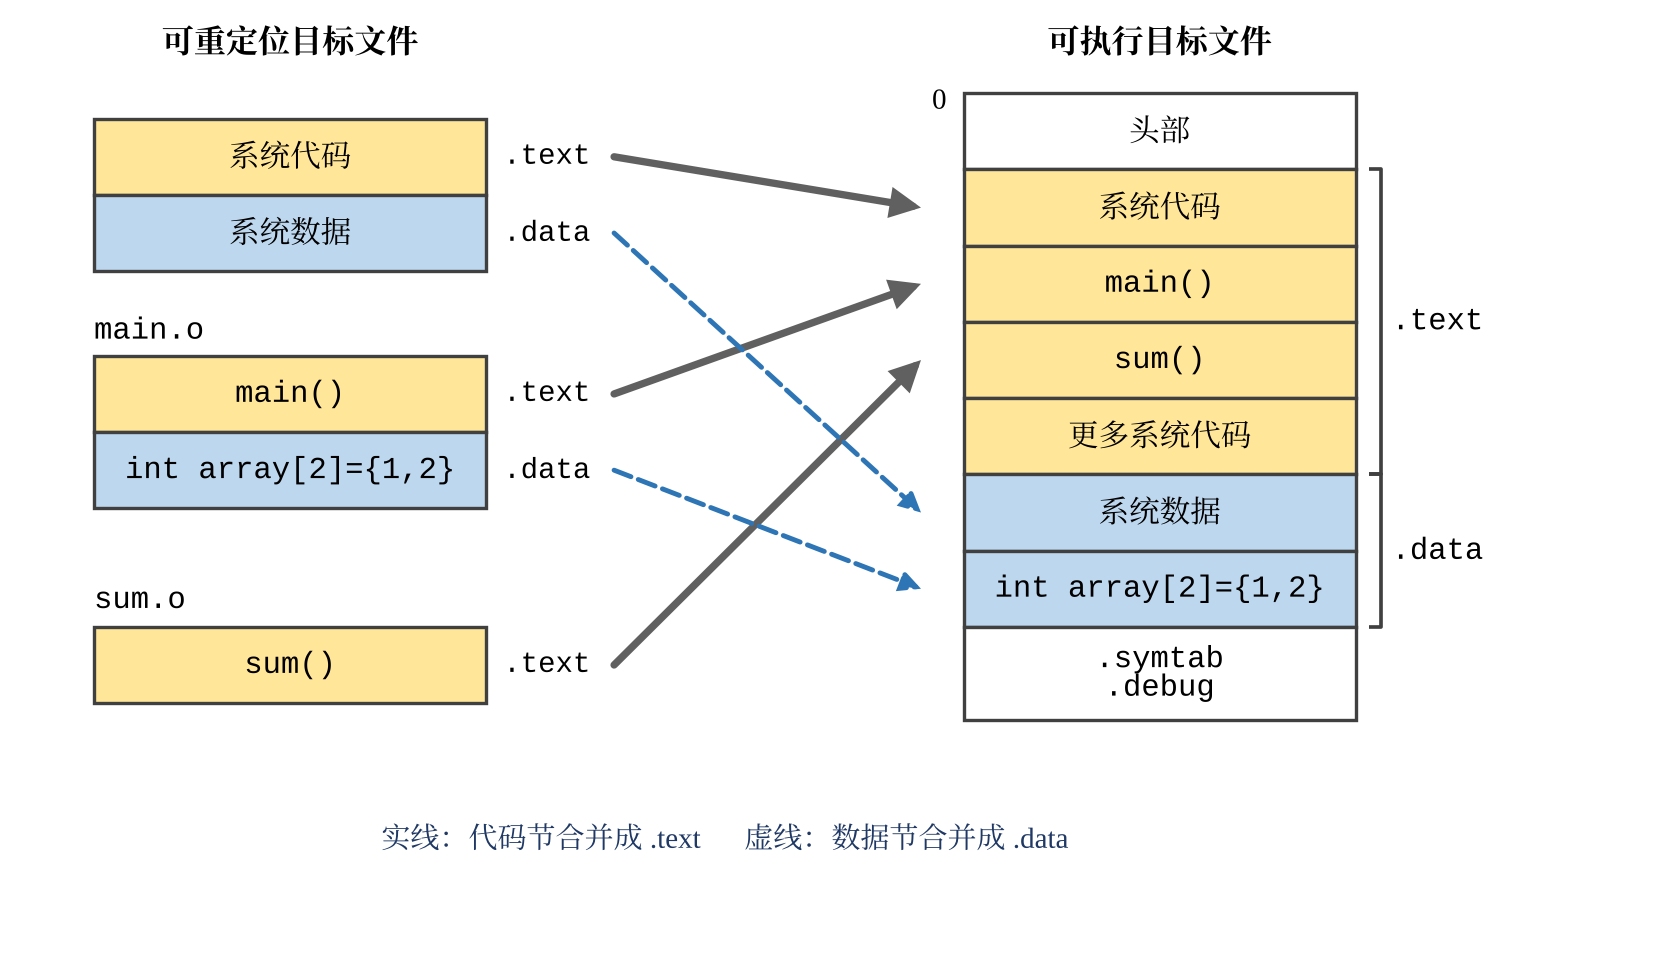 可重定位目标文件
系统代码
.text
系统数据
.data
main.o
main()
.text
int array[2]={1,2}
.data
sum.o
sum()
.text
可执行目标文件
0
头部
系统代码
main()
sum()
更多系统代码
系统数据
int array[2]={1,2}
.symtab
.debug
.text
.data
实线：代码节合并成 .text 虚线：数据节合并成 .data